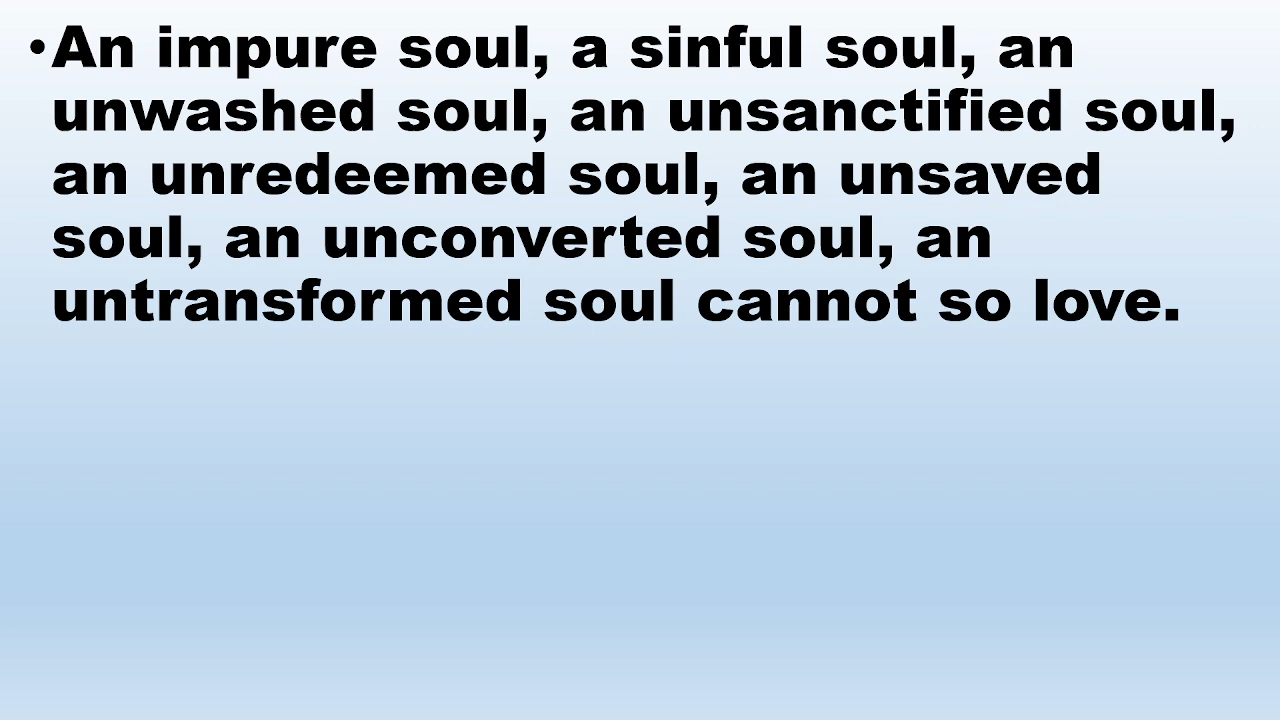 •An impure soul, a sinful soul, an
unwashed soul, an unsanctified soul,
an unredeemed soul, an unsaved
soul, an unconverted soul, an
untransformed soul cannot so love.